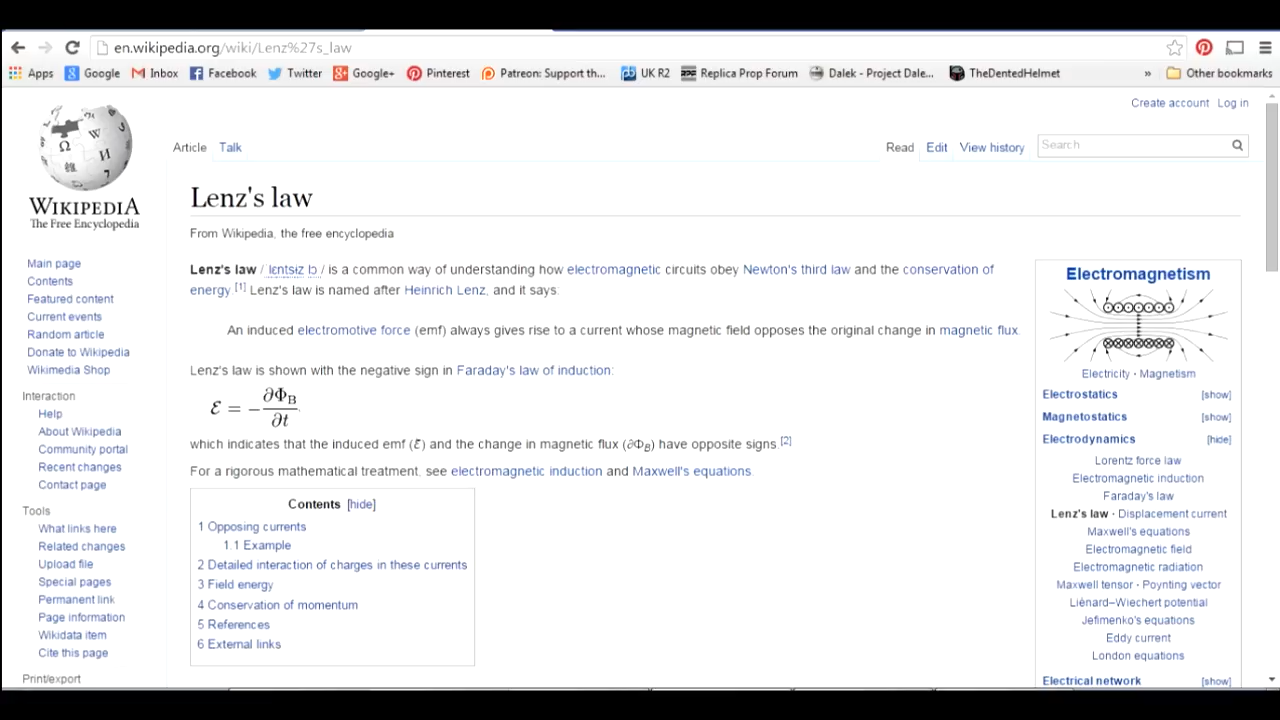 en.wikipedia.org/wiki/Lenz%27s_law
Apps Google Inbox Facebook Twitter Google+ Pinterest Patreon: Support th... UK R2 Replica Prop Forum Dalek - Project Dale... TheDentedHelmet » Other bookmarks
Create account Log in
Article Talk Read Edit View history Search
WIKIPEDIA
The Free Encyclopedia
Lenz's law
From Wikipedia, the free encyclopedia
Main page
Contents
Featured content
Current events
Random article
Donate to Wikipedia
Wikimedia Shop
Interaction
Help
About Wikipedia
Community portal
Recent changes
Contact page
Tools
What links here
Related changes
Upload file
Special pages
Permanent link
Page information
Wikidata item
Cite this page
Print/export
Lenz's law /ˈlɛntsɪz lɔː/ is a common way of understanding how electromagnetic circuits obey Newton's third law and the conservation of
energy.[1] Lenz's law is named after Heinrich Lenz, and it says:
An induced electromotive force (emf) always gives rise to a current whose magnetic field opposes the original change in magnetic flux.
Lenz's law is shown with the negative sign in Faraday's law of induction:
ℰ = −∂Φ_B/∂t
which indicates that the induced emf (ℰ) and the change in magnetic flux (∂Φ_B) have opposite signs.[2]
For a rigorous mathematical treatment, see electromagnetic induction and Maxwell's equations.
Contents [hide]
1 Opposing currents
1.1 Example
2 Detailed interaction of charges in these currents
3 Field energy
4 Conservation of momentum
5 References
6 External links
Electromagnetism
Electricity · Magnetism
Electrostatics [show]
Magnetostatics [show]
Electrodynamics [hide]
Lorentz force law
Electromagnetic induction
Faraday's law
Lenz's law · Displacement current
Maxwell's equations
Electromagnetic field
Electromagnetic radiation
Maxwell tensor · Poynting vector
Liénard–Wiechert potential
Jefimenko's equations
Eddy current
London equations
Electrical network [show]